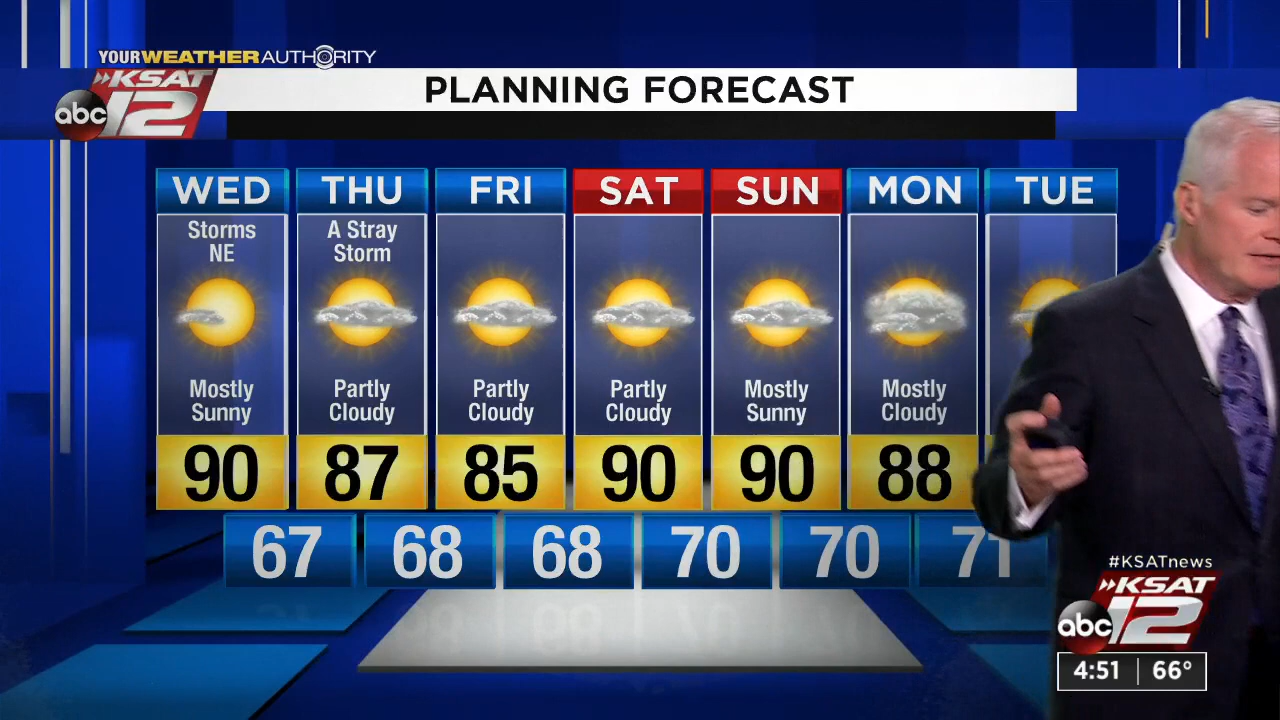 YOURWEATHERAUTHORITY
KSAT
abc 12
PLANNING FORECAST
WED THU FRI SAT SUN MON TUE
Storms NE
A Stray Storm
Mostly Sunny
Partly Cloudy
Partly Cloudy
Partly Cloudy
Mostly Sunny
Mostly Cloudy
90 87 85 90 90 88
67 68 68 70 70 71
#KSATnews
KSAT
abc 12
4:51 66°